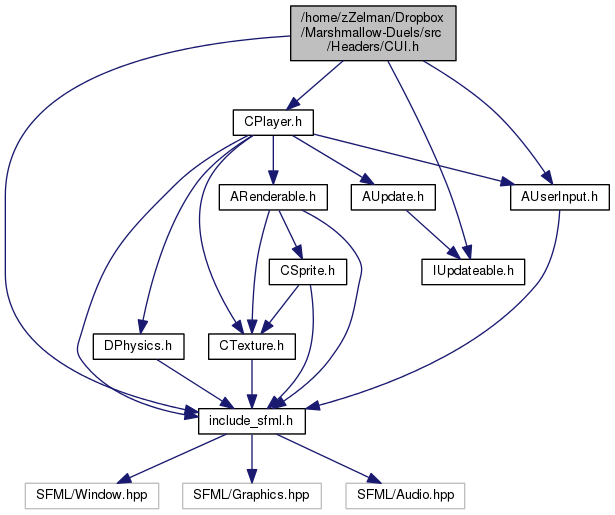 /home/zZelman/Dropbox
/Marshmallow-Duels/src
/Headers/CUI.h
CPlayer.h
ARenderable.h
AUpdate.h
AUserInput.h
CSprite.h
IUpdateable.h
DPhysics.h
CTexture.h
include_sfml.h
SFML/Window.hpp
SFML/Graphics.hpp
SFML/Audio.hpp